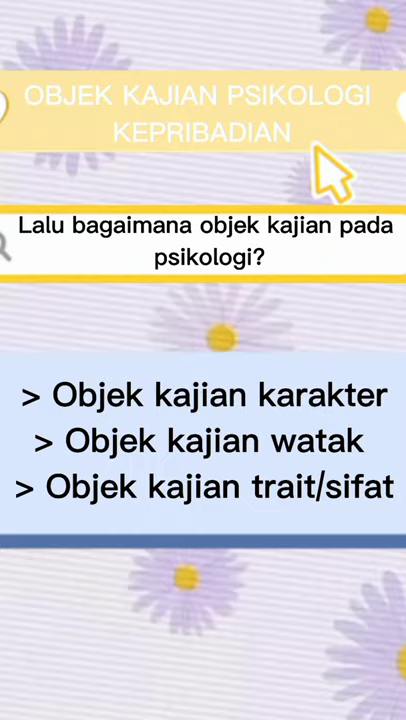 OBJEK KAJIAN PSIKOLOGI
KEPRIBADIAN
Lalu bagaimana objek kajian pada
psikologi?
> Objek kajian karakter
> Objek kajian watak
> Objek kajian trait/sifat